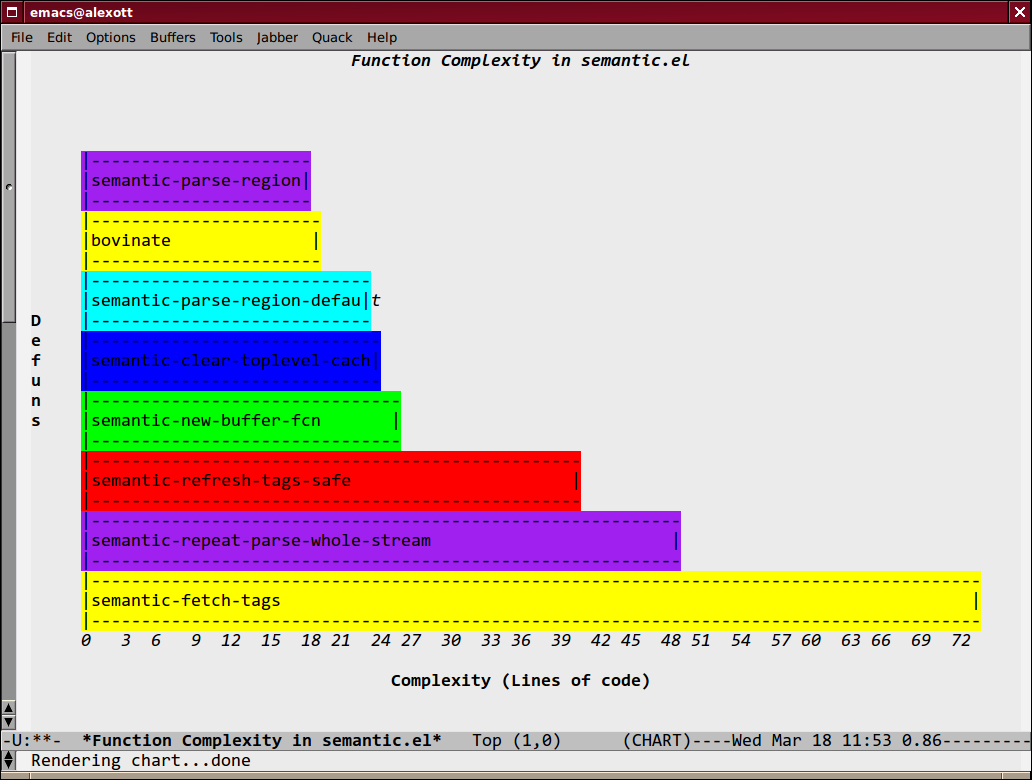 emacs@alexott
File Edit Options Buffers Tools Jabber Quack Help
Function Complexity in semantic.el
semantic-parse-region
bovinate
semantic-parse-region-default
semantic-clear-toplevel-cach
semantic-new-buffer-fcn
semantic-refresh-tags-safe
semantic-repeat-parse-whole-stream
semantic-fetch-tags
Defuns
0 3 6 9 12 15 18 21 24 27 30 33 36 39 42 45 48 51 54 57 60 63 66 69 72
Complexity (Lines of code)
-U:**- *Function Complexity in semantic.el* Top (1,0) (CHART)----Wed Mar 18 11:53 0.86---------
Rendering chart...done